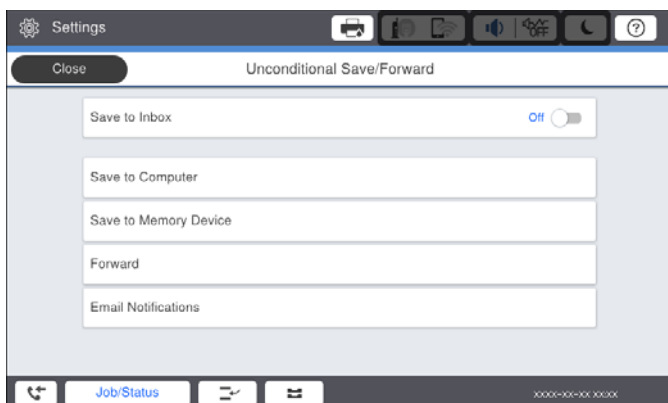 Settings
OFF
?
Close
Unconditional Save/Forward
Save to Inbox
Off
Save to Computer
Save to Memory Device
Forward
Email Notifications
Job/Status
xxxx-xx-xx xx:xx